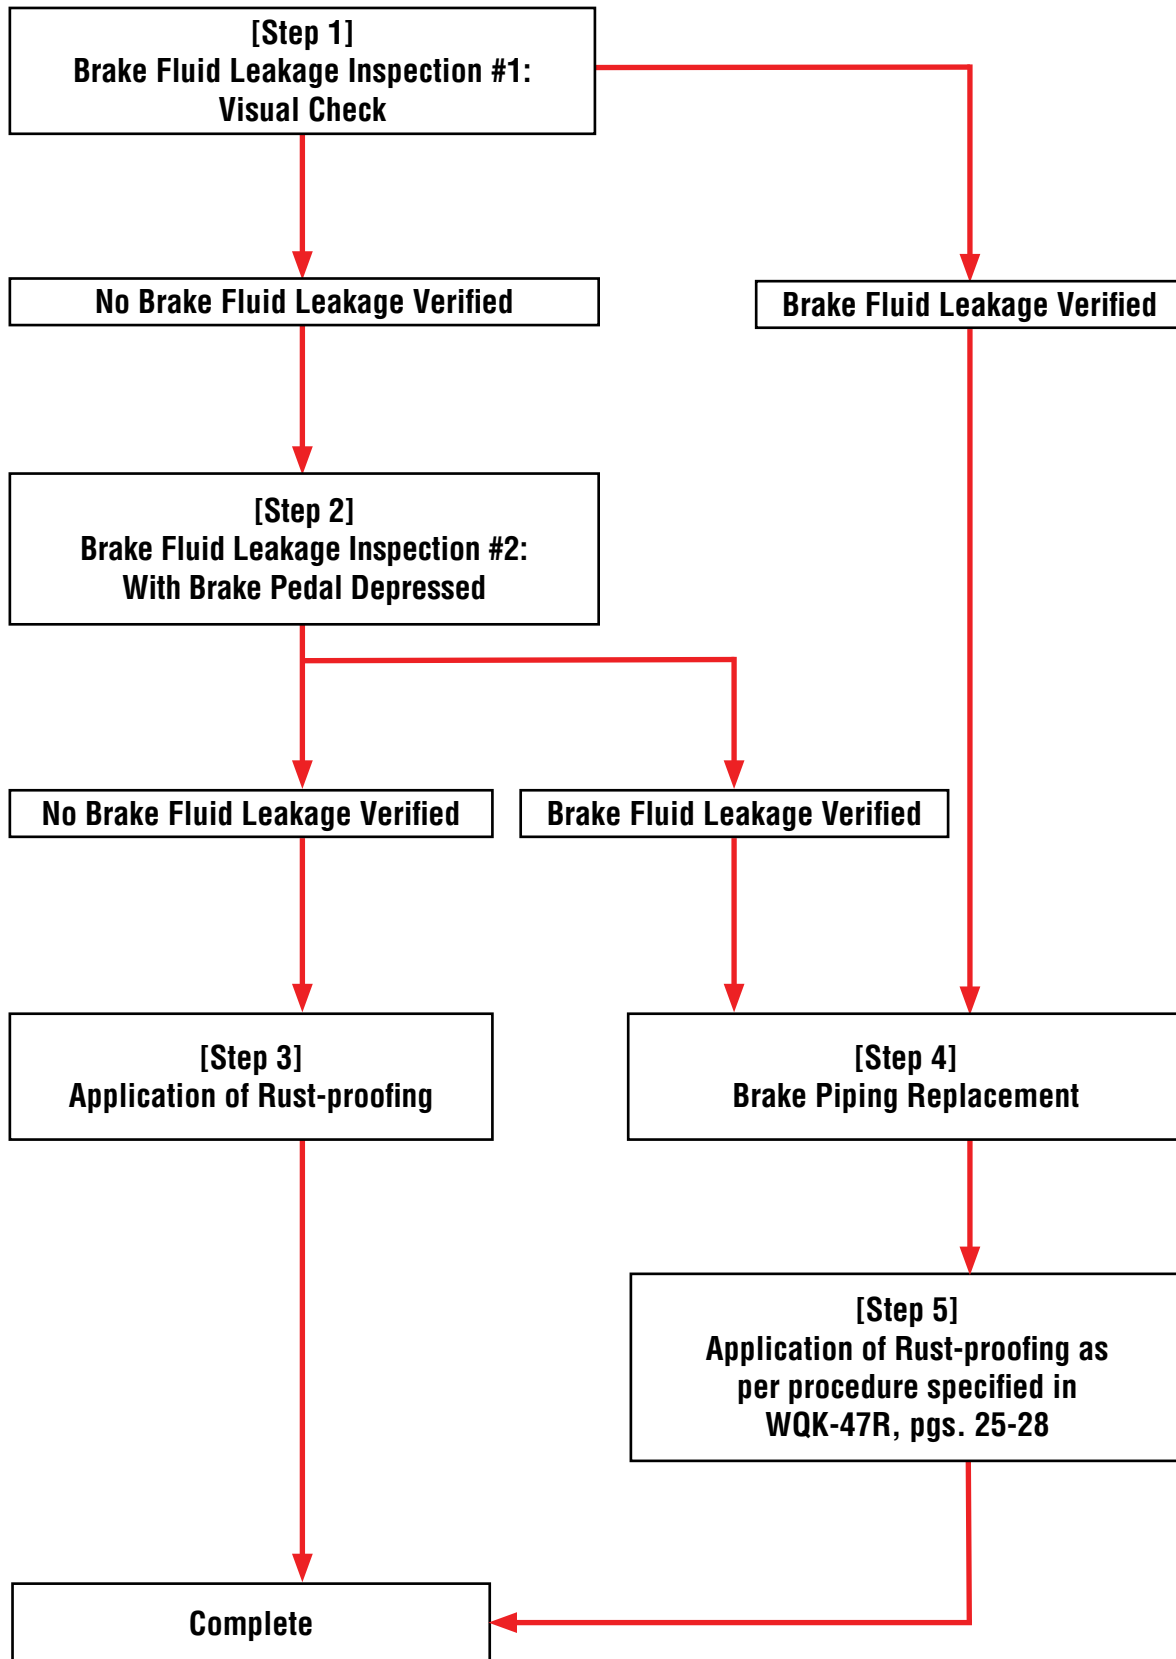 [Step 1]
Brake Fluid Leakage Inspection #1:
Visual Check
No Brake Fluid Leakage Verified
Brake Fluid Leakage Verified
[Step 2]
Brake Fluid Leakage Inspection #2:
With Brake Pedal Depressed
No Brake Fluid Leakage Verified
Brake Fluid Leakage Verified
[Step 3]
Application of Rust-proofing
[Step 4]
Brake Piping Replacement
[Step 5]
Application of Rust-proofing as
per procedure specified in
WQK-47R, pgs. 25-28
Complete